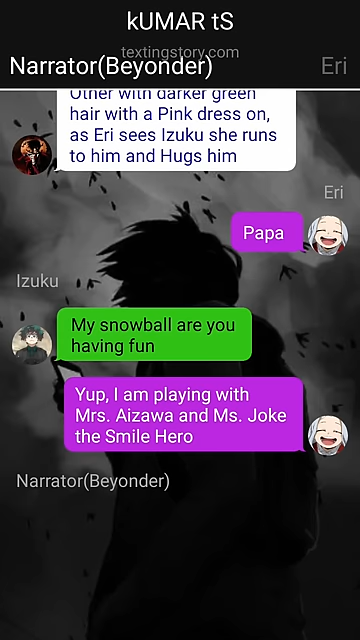 kUMAR tS
textingstory.com
Narrator(Beyonder)
Eri
Other with darker green
hair with a Pink dress on,
as Eri sees Izuku she runs
to him and Hugs him
Eri
Papa
Izuku
My snowball are you
having fun
Yup, I am playing with
Mrs. Aizawa and Ms. Joke
the Smile Hero
Narrator(Beyonder)